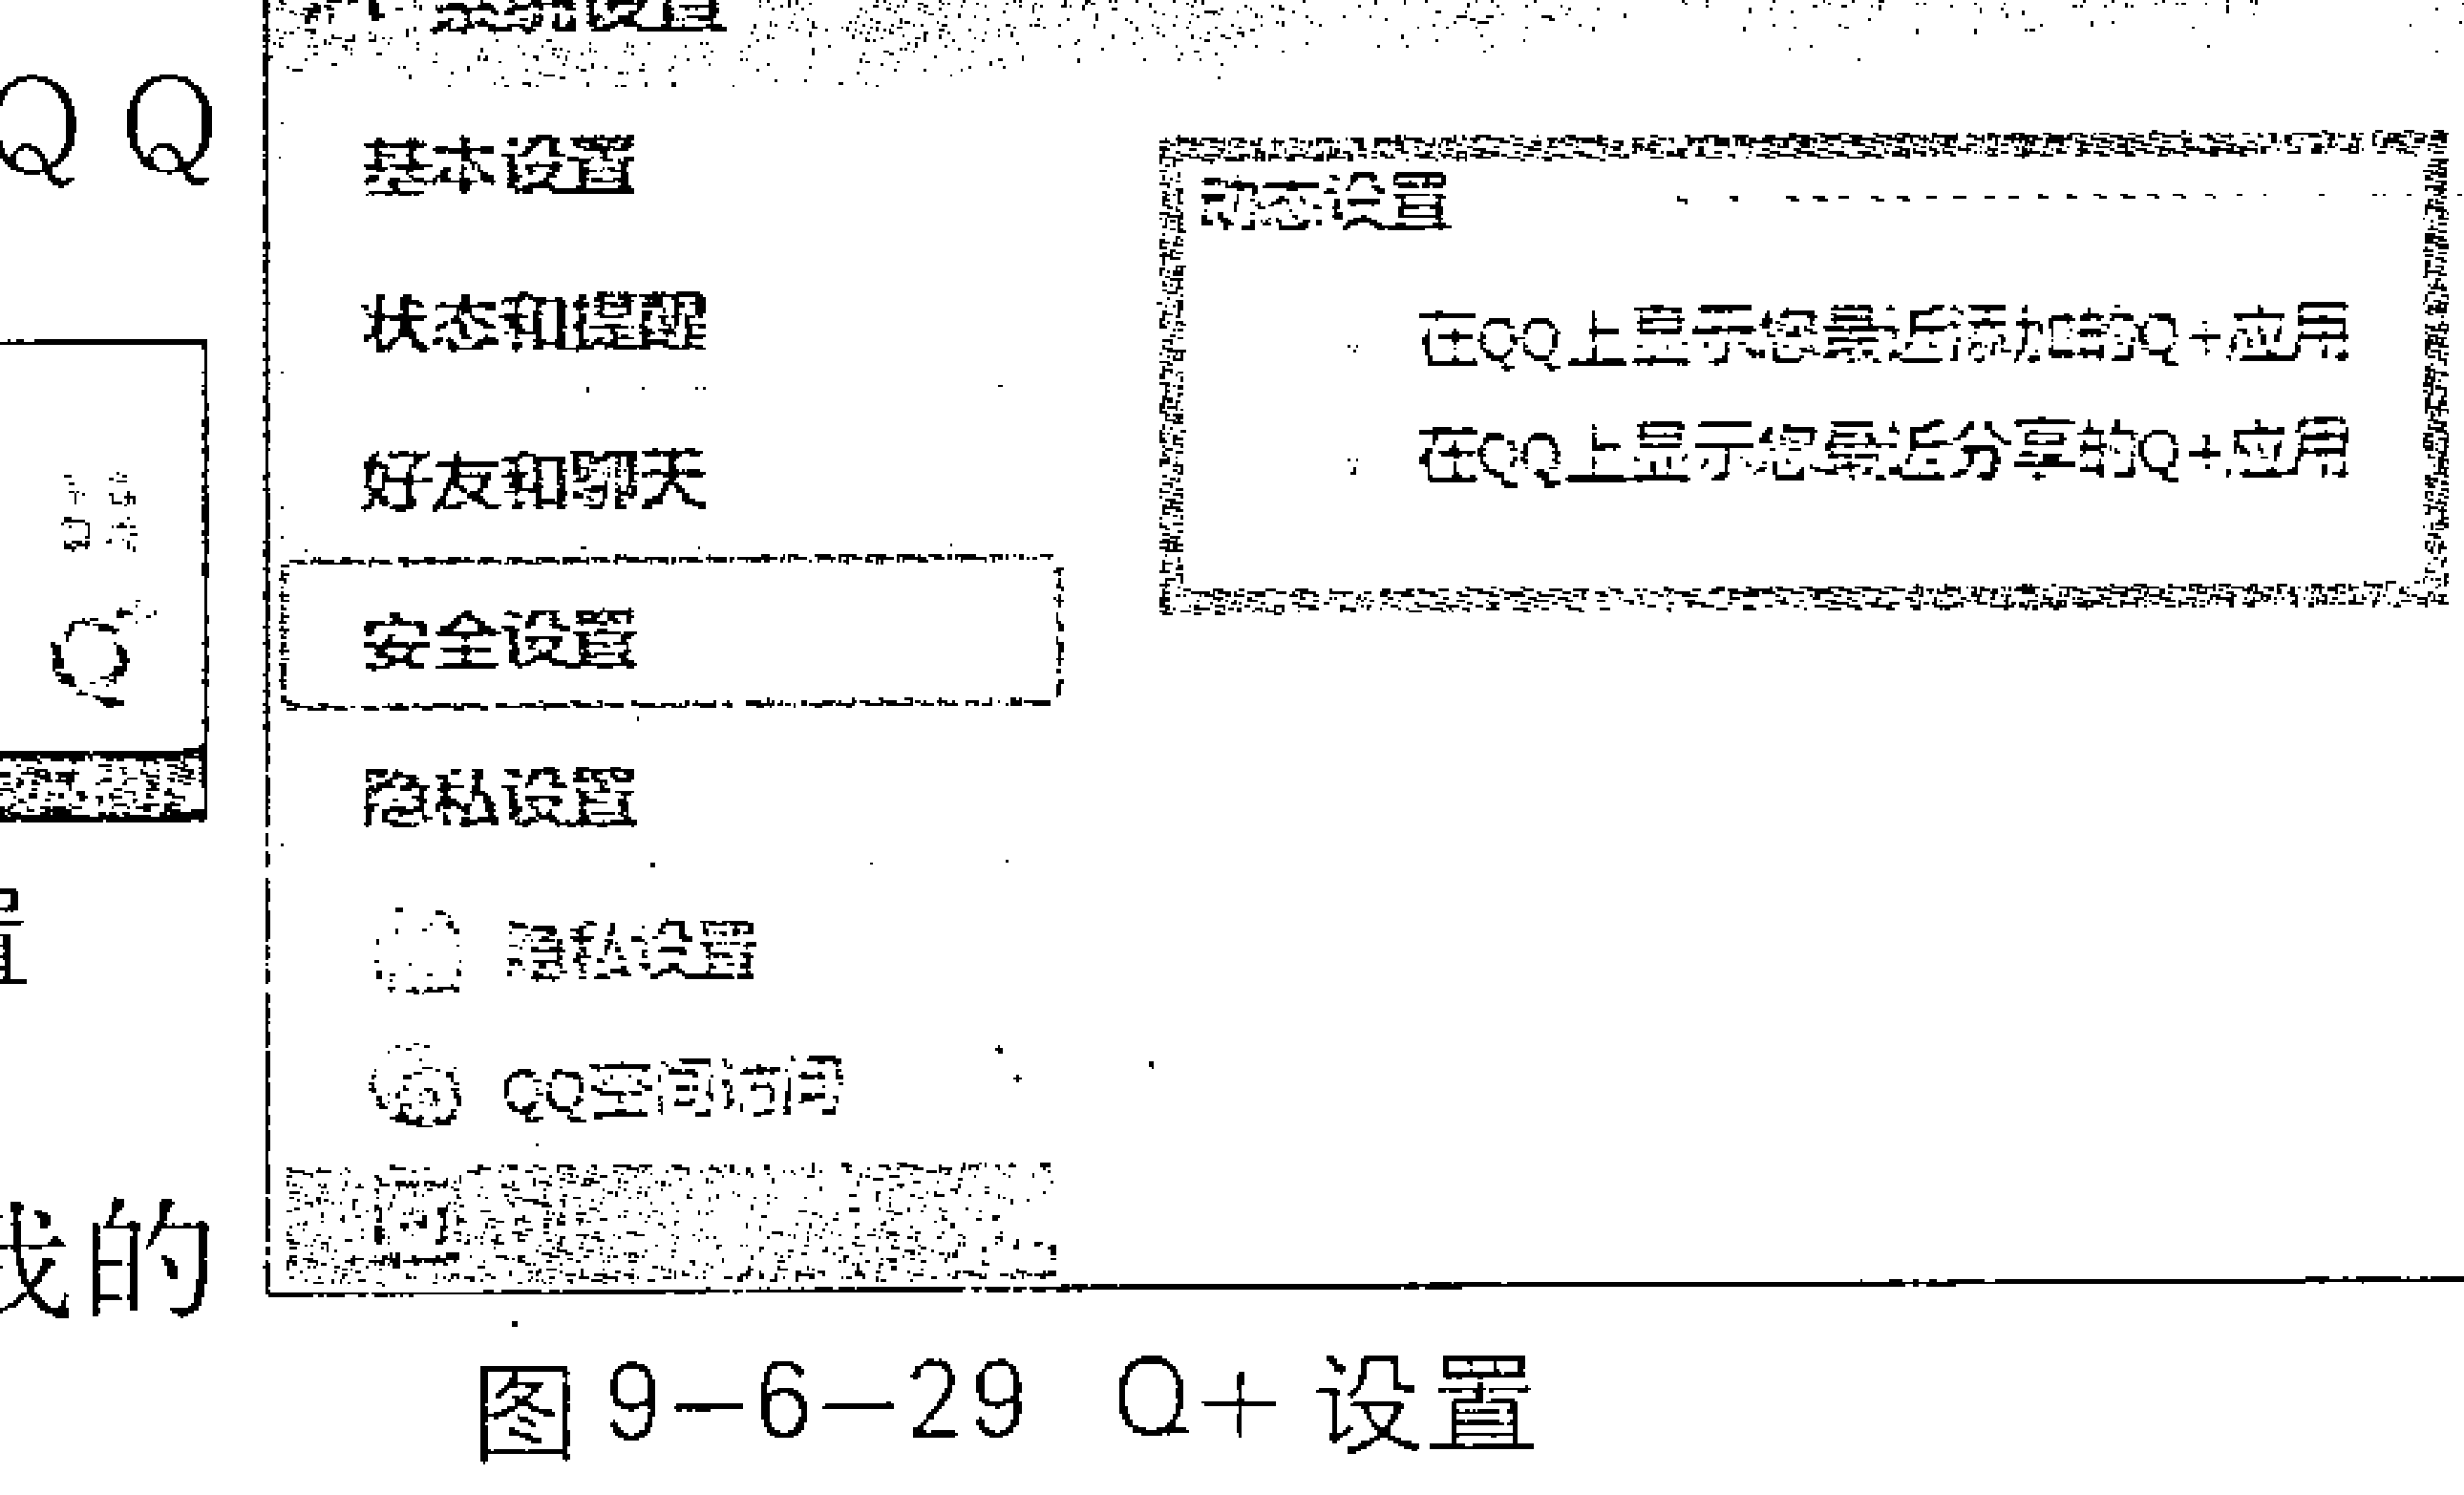 系统设置
QQ
基本设置
动态设置
状态和提醒
在QQ上显示您最近添加的Q+应用
好友和聊天
在QQ上显示您最近分享的Q+应用
安全设置
隐私设置
隐私设置
置
QQ空间访问
我的
图9-6-29 Q+设置